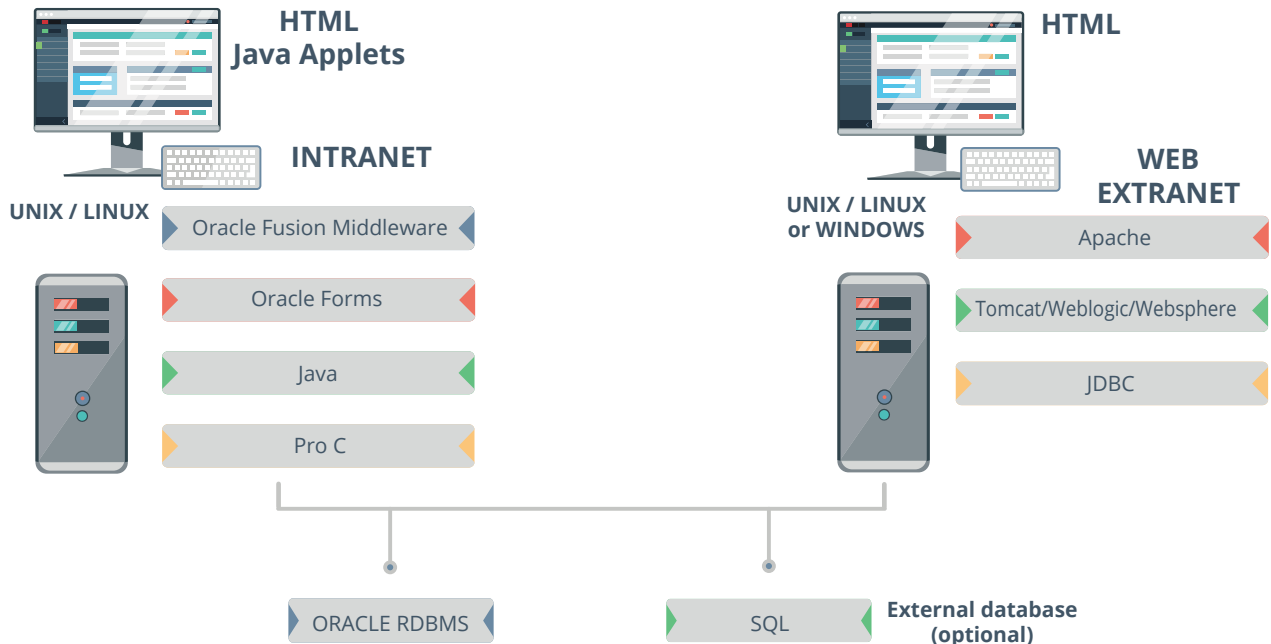 HTML
Java Applets
INTRANET
UNIX / LINUX
Oracle Fusion Middleware
Oracle Forms
Java
Pro C
HTML
WEB
EXTRANET
UNIX / LINUX
or WINDOWS
Apache
Tomcat/Weblogic/Websphere
JDBC
ORACLE RDBMS
SQL
External database
(optional)